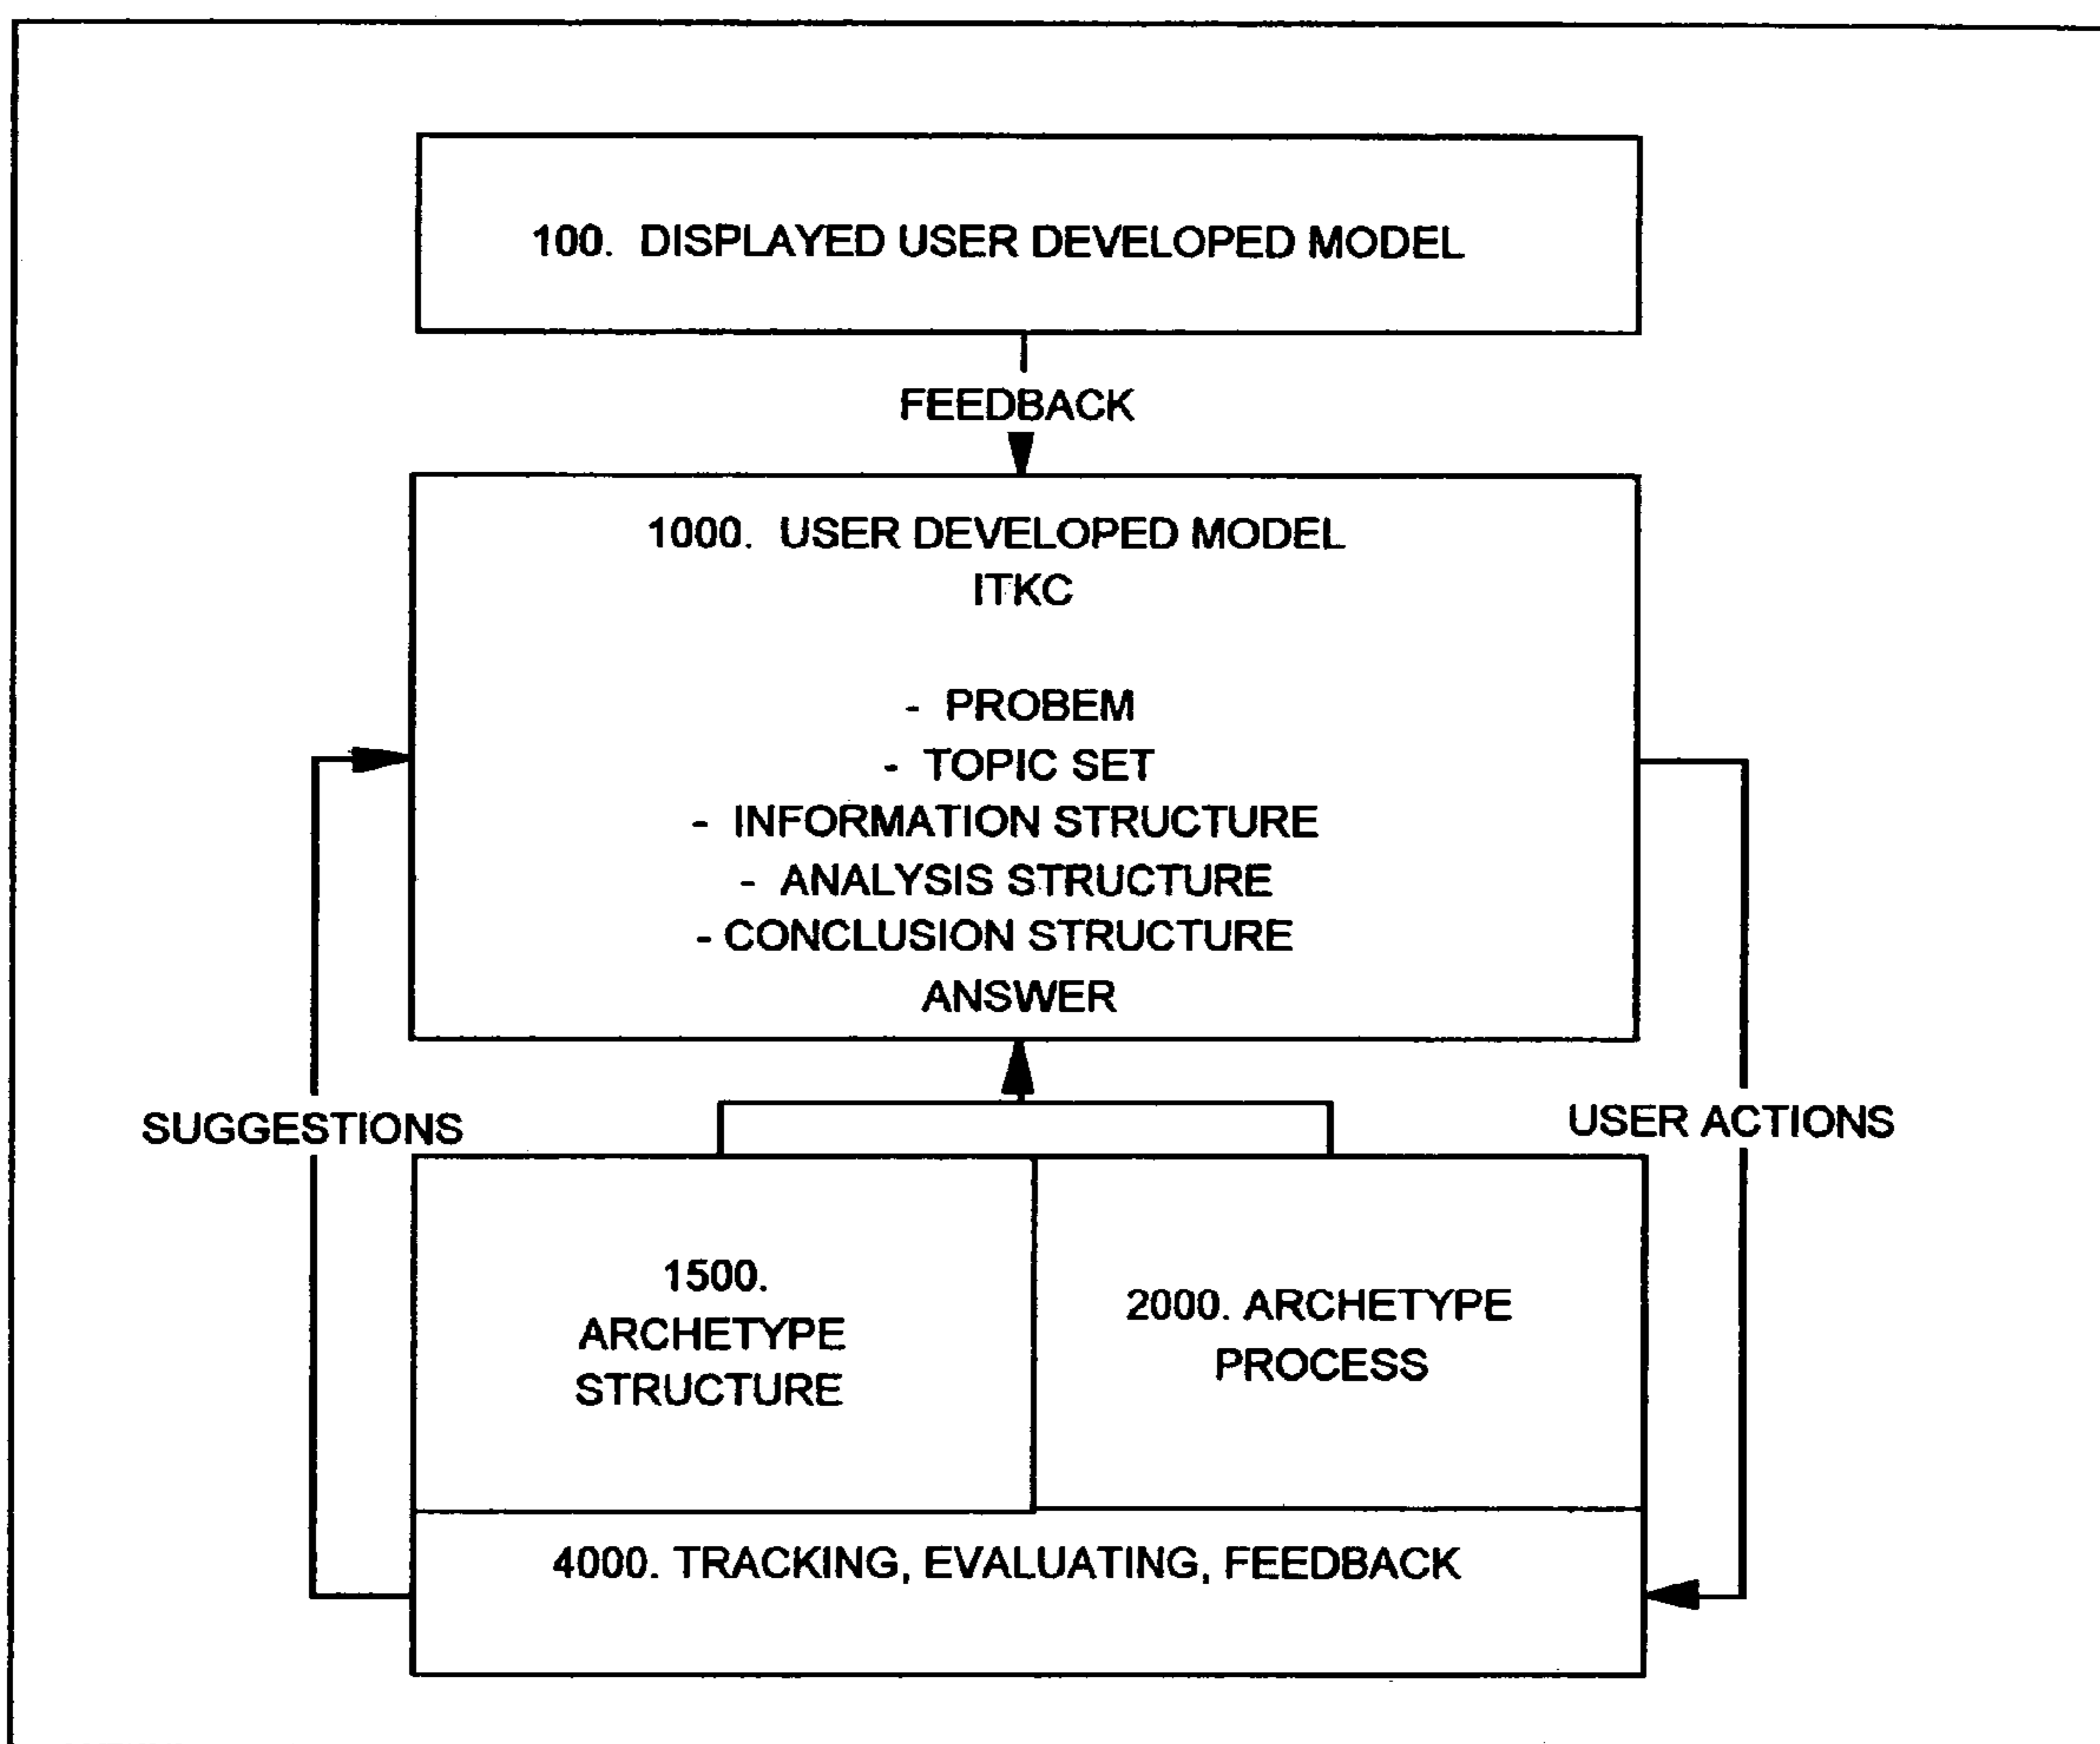 100. DISPLAYED USER DEVELOPED MODEL
FEEDBACK
1000. USER DEVELOPED MODEL
ITKC
- PROBEM
- TOPIC SET
- INFORMATION STRUCTURE
- ANALYSIS STRUCTURE
- CONCLUSION STRUCTURE
ANSWER
SUGGESTIONS
USER ACTIONS
1500.
ARCHETYPE
STRUCTURE
2000. ARCHETYPE
PROCESS
4000. TRACKING, EVALUATING, FEEDBACK